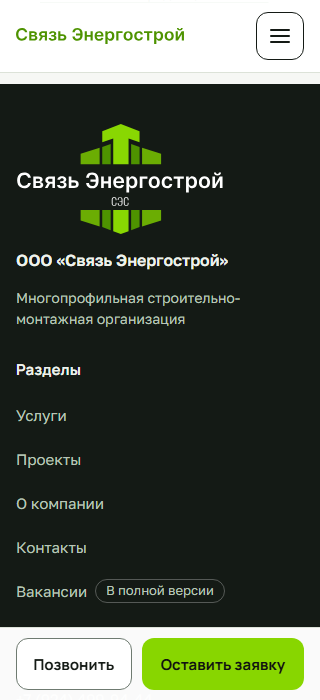 Связь Энергострой
Связь Энергострой
СЭС
ООО «Связь Энергострой»
Многопрофильная строительно-
монтажная организация
Разделы
Услуги
Проекты
О компании
Контакты
Вакансии В полной версии
Позвонить Оставить заявку